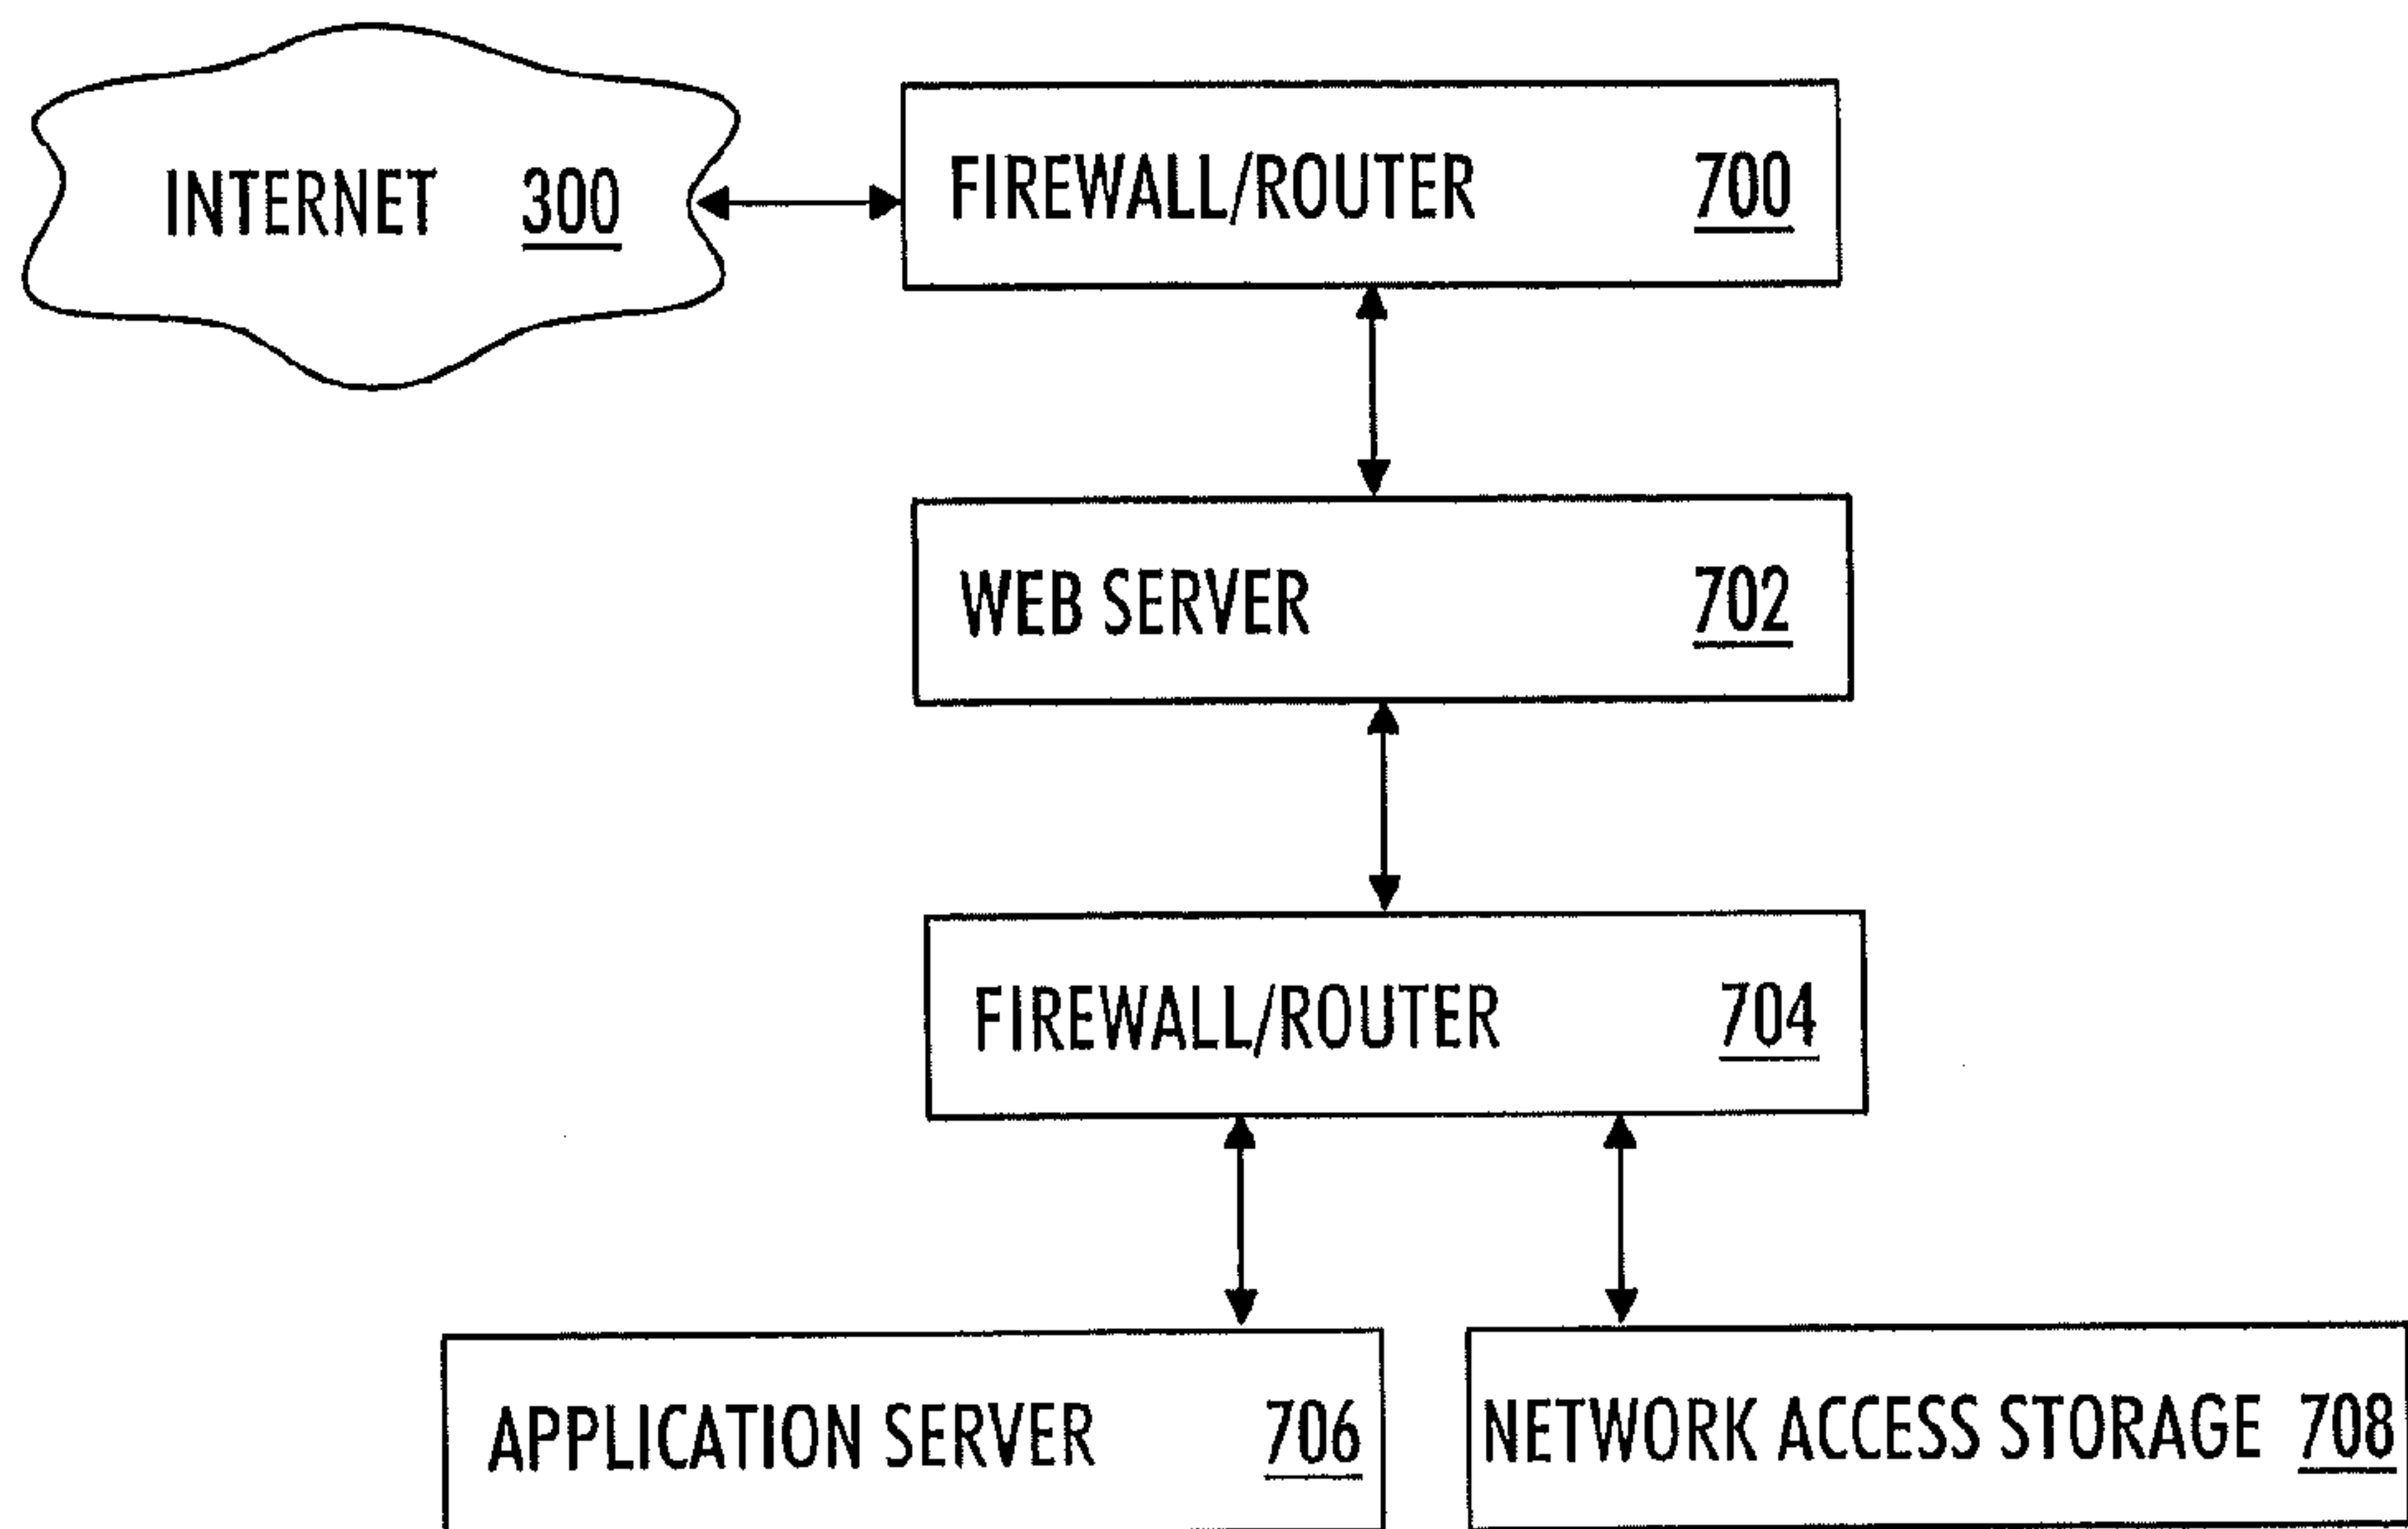 INTERNET 300
FIREWALL/ROUTER 700
WEB SERVER 702
FIREWALL/ROUTER 704
APPLICATION SERVER 706
NETWORK ACCESS STORAGE 708